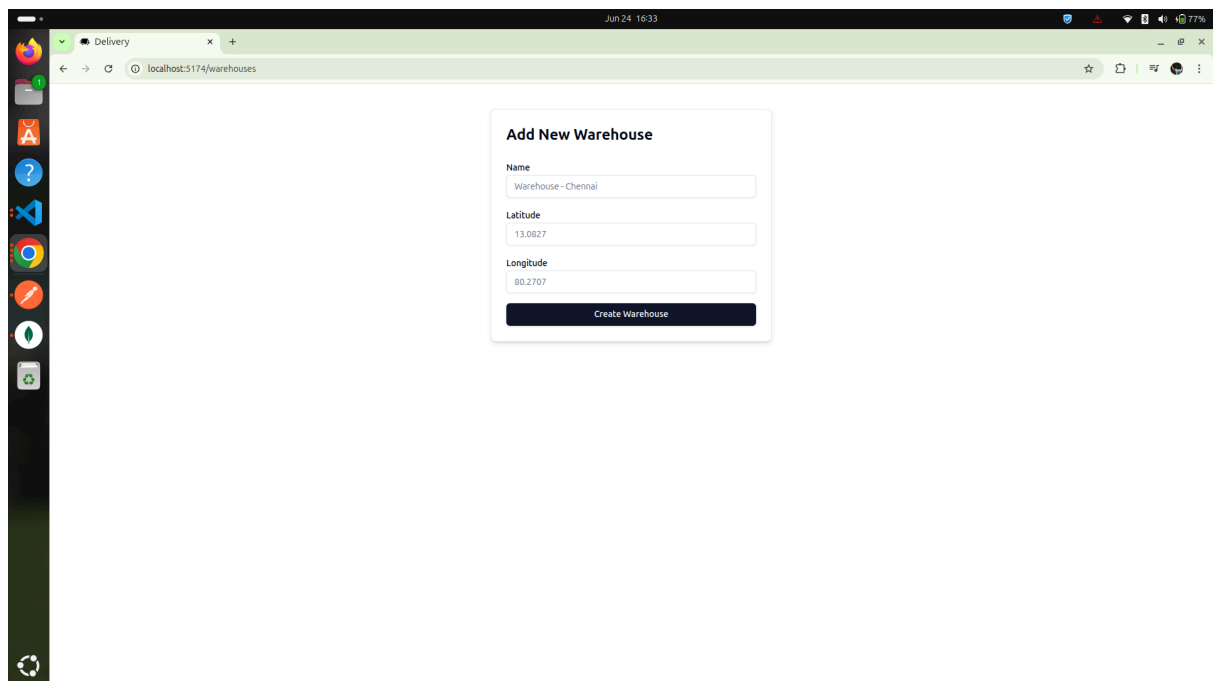 Jun 24 16:33
77%
Delivery
localhost:5174/warehouses
1
Add New Warehouse
Name
Warehouse - Chennai
Latitude
13.0827
Longitude
80.2707
Create Warehouse